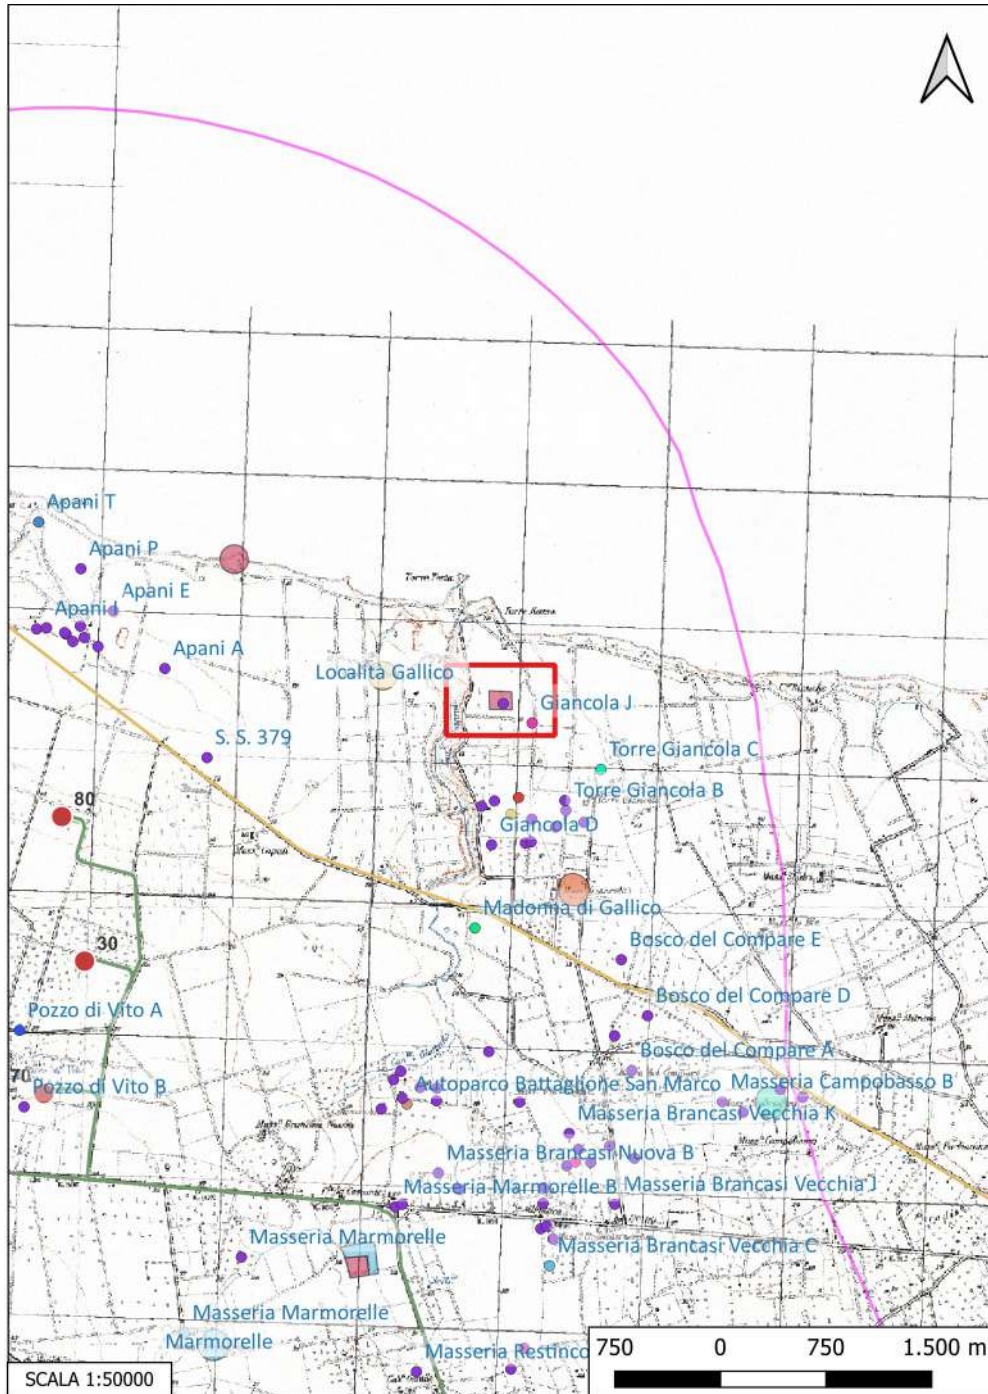 Apani T
Apani P
Apani E
Apani I
Torre Testa
Apani A
Località Gallico
Giancola J
S. S. 379
Torre Giancola C
80
Torre Giancola B
Giancola D
Madonna di Gallico
30
Bosco del Compare E
Bosco del Compare D
Pozzo di Vito A
Bosco del Compare A
70
Pozzo di Vito B
Autoparco Battaglione San Marco
Masseria Campobasso B
Masseria Brancasi Vecchia K
Masseria Brancasi Nuova B
Masseria Marmorelle B
Masseria Brancasi Vecchia J
Masseria Marmorelle
Masseria Brancasi Vecchia C
Masseria Marmorelle
Marmorelle
Masseria Restinco
750 0 750 1.500 m
SCALA 1:50000